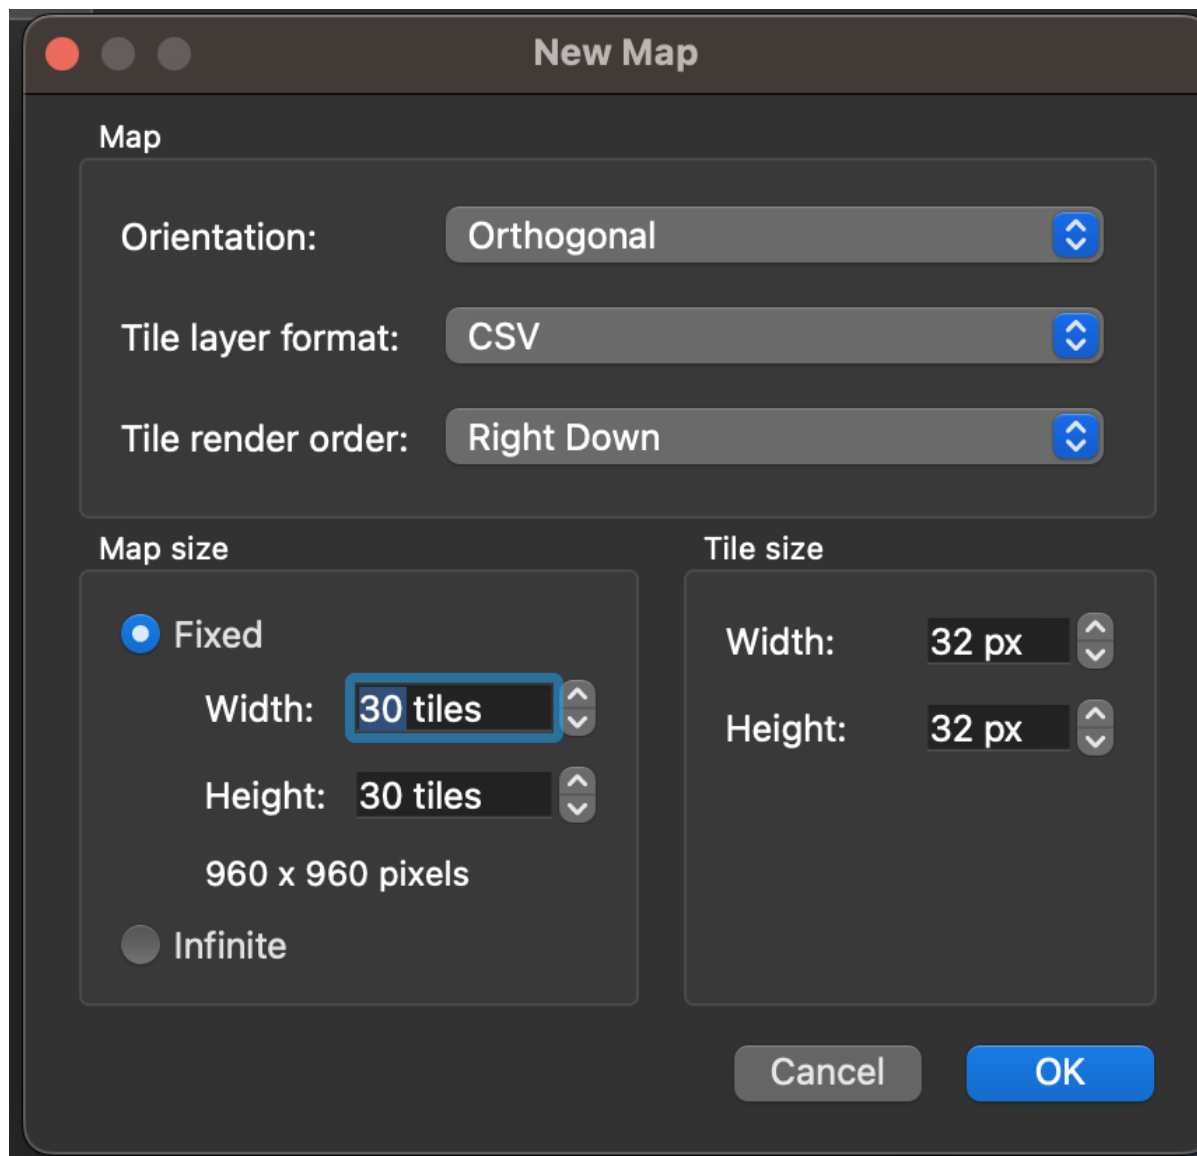 New Map
Map
Orientation: Orthogonal
Tile layer format: CSV
Tile render order: Right Down
Map size
Fixed
Width: 30 tiles
Height: 30 tiles
960 x 960 pixels
Infinite
Tile size
Width: 32 px
Height: 32 px
Cancel OK